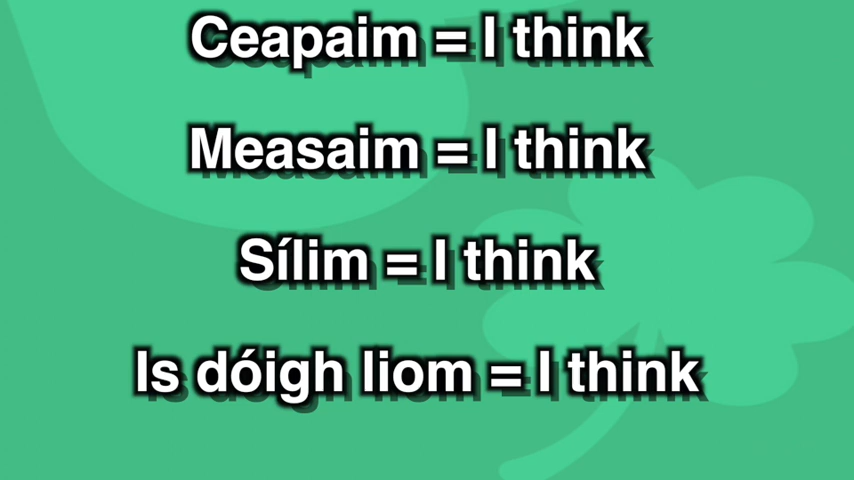 Ceapaim = I think
Measaim = I think
Sílim = I think
Is dóigh liom = I think